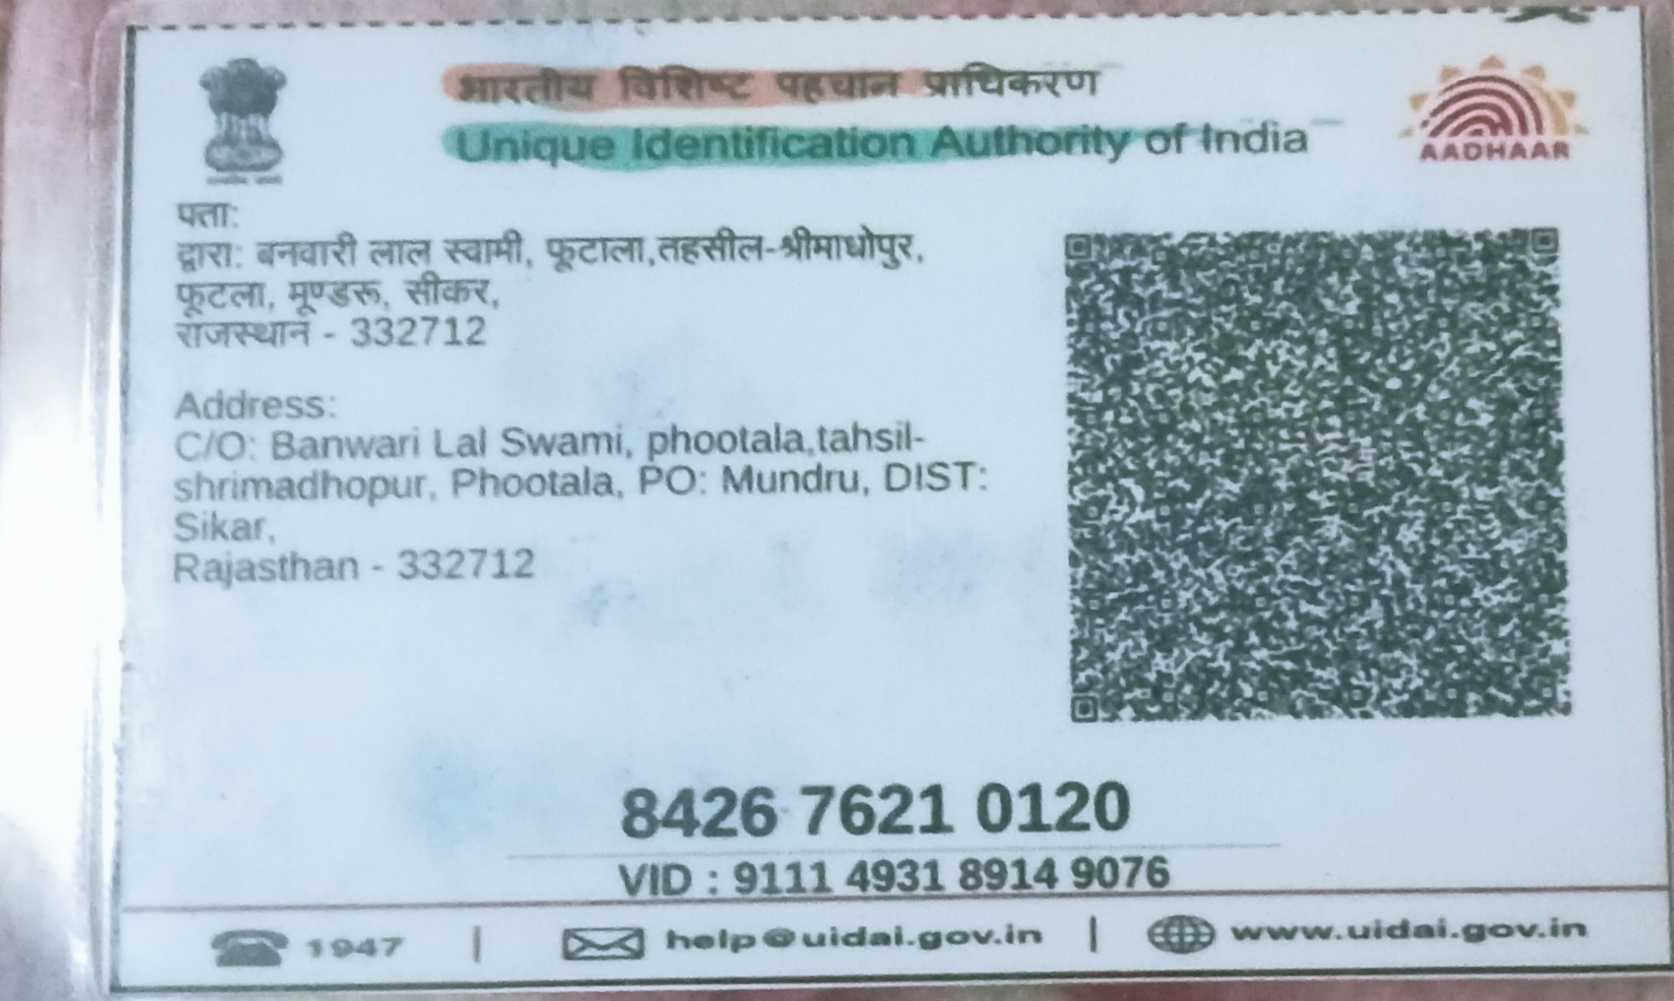 भारतीय विशिष्ट पहचान प्राधिकरण
Unique Identification Authority of India
AADHAAR
पता:
द्वारा: बनवारी लाल स्वामी, फूटाला,तहसील-श्रीमाधोपुर,
फूटला, मूण्डरू, सीकर,
राजस्थान - 332712
Address:
C/O: Banwari Lal Swami, phootala,tahsil-
shrimadhopur, Phootala, PO: Mundru, DIST:
Sikar,
Rajasthan - 332712
8426 7621 0120
VID : 9111 4931 8914 9076
1947 | help@uidai.gov.in | www.uidai.gov.in